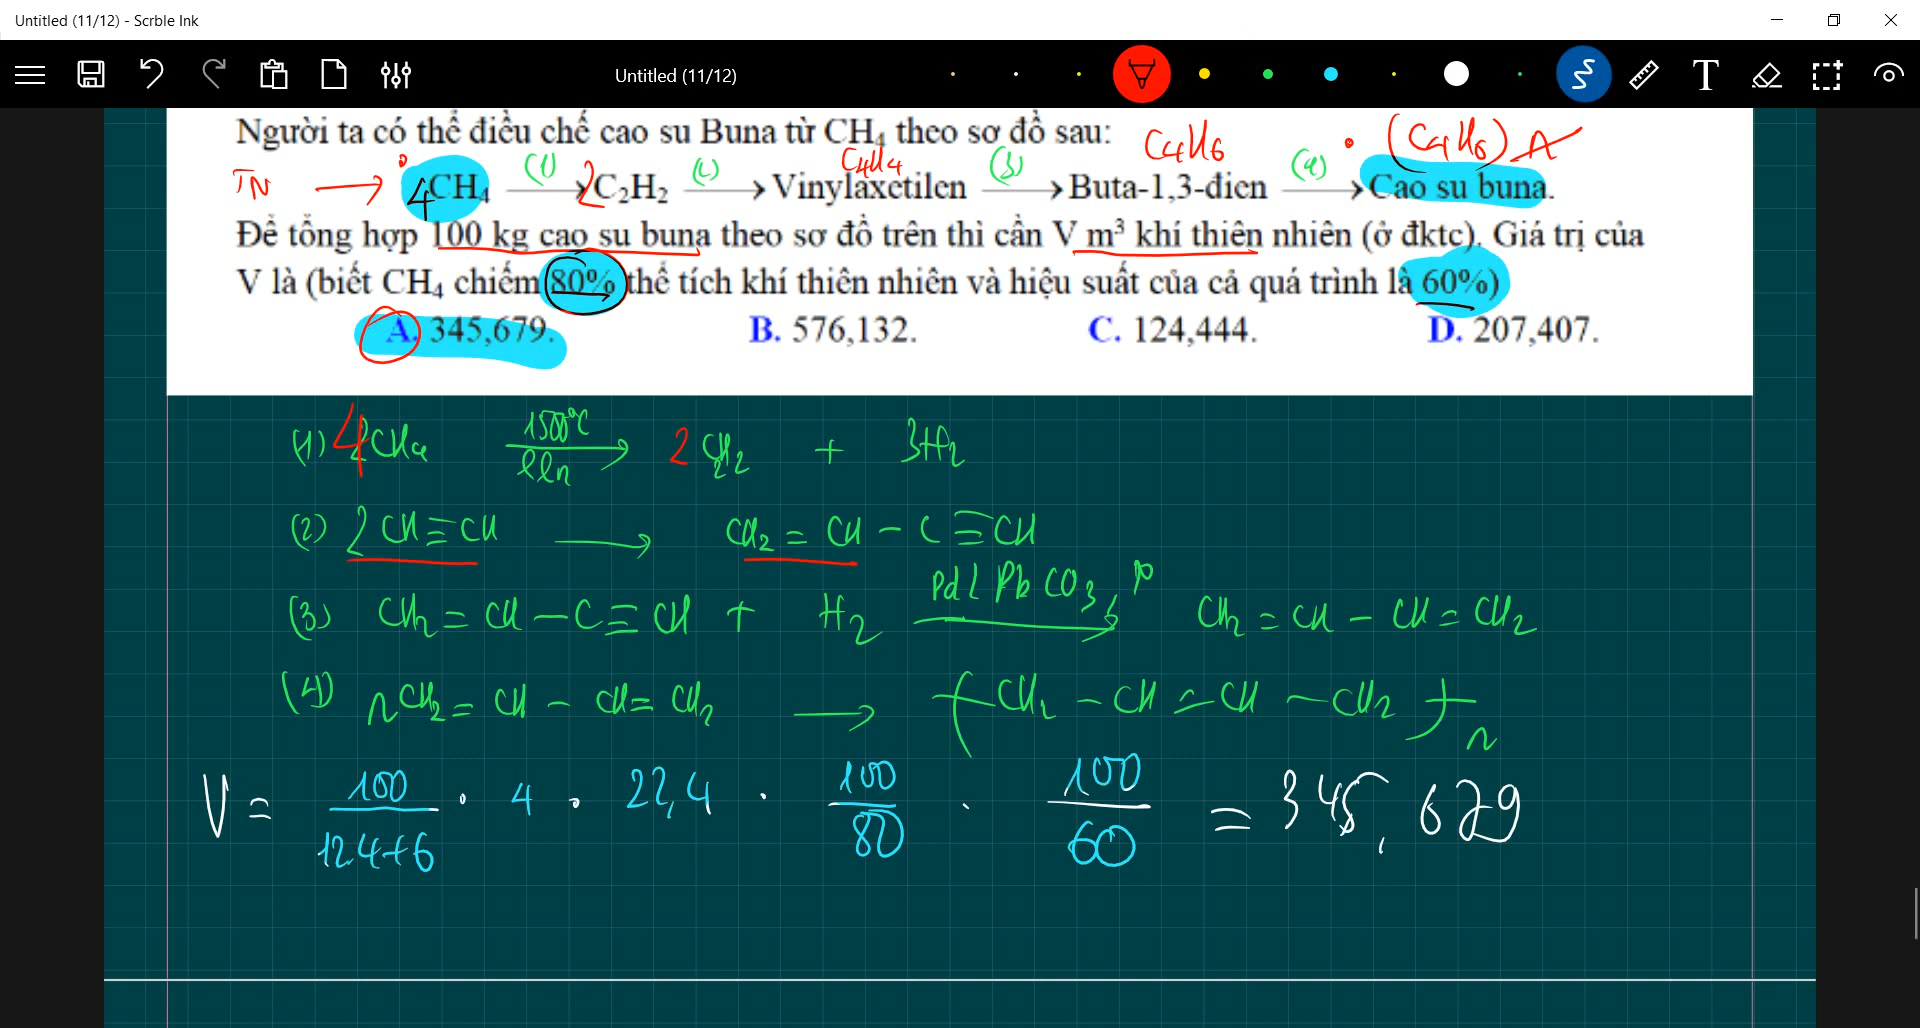 Untitled (11/12) - Scrble Ink
Untitled (11/12)
T
Người ta có thể điều chế cao su Buna từ CH₄ theo sơ đồ sau:
C₄H₆ (C₄H₆)n
(1) (2) C₄H₄ (3) (4)
TN → 4CH₄ → 2C₂H₂ → Vinylaxetilen → Buta-1,3-đien → Cao su buna.
Để tổng hợp 100 kg cao su buna theo sơ đồ trên thì cần V m³ khí thiên nhiên (ở đktc). Giá trị của
V là (biết CH₄ chiếm 80% thể tích khí thiên nhiên và hiệu suất của cả quá trình là 60%)
A. 345,679. B. 576,132. C. 124,444. D. 207,407.
1500°C
(1) 4 2CH₄ → 2 C₂H₂ + 3H₂
lln
(2) 2CH≡CH → CH₂=CH-C≡CH
Pd/PbCO₃, t°
(3) CH₂=CH-C≡CH + H₂ → CH₂=CH-CH=CH₂
(4) nCH₂=CH-CH=CH₂ → (CH₂-CH=CH-CH₂)n
V = 100/(12.4+6) . 4 . 22,4 . 100/80 . 100/60 = 345,679